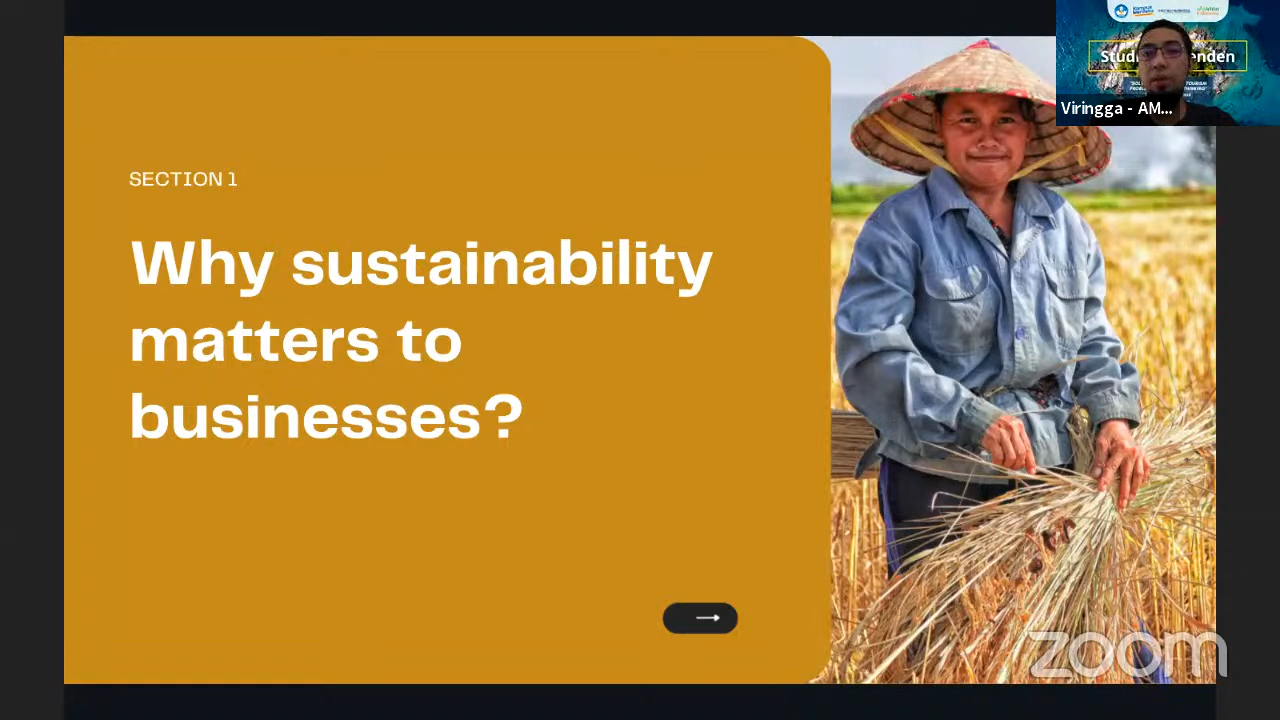 SECTION 1
Why sustainability
matters to
businesses?
Viringga - AM...
zoom